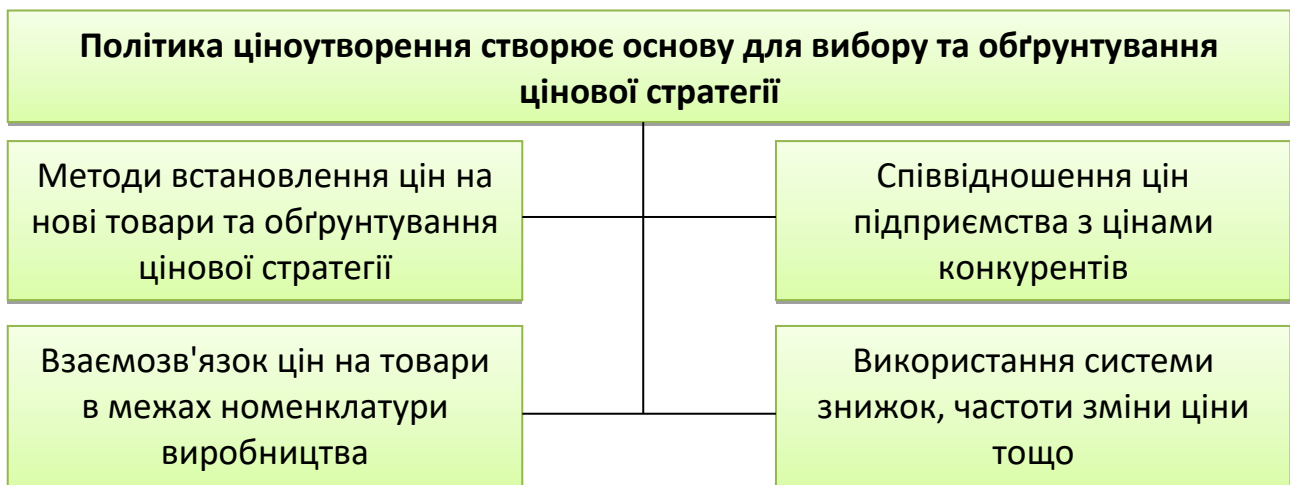 Політика ціноутворення створює основу для вибору та обґрунтування
цінової стратегії
Методи встановлення цін на
нові товари та обґрунтування
цінової стратегії
Співвідношення цін
підприємства з цінами
конкурентів
Взаємозв'язок цін на товари
в межах номенклатури
виробництва
Використання системи
знижок, частоти зміни ціни
тощо